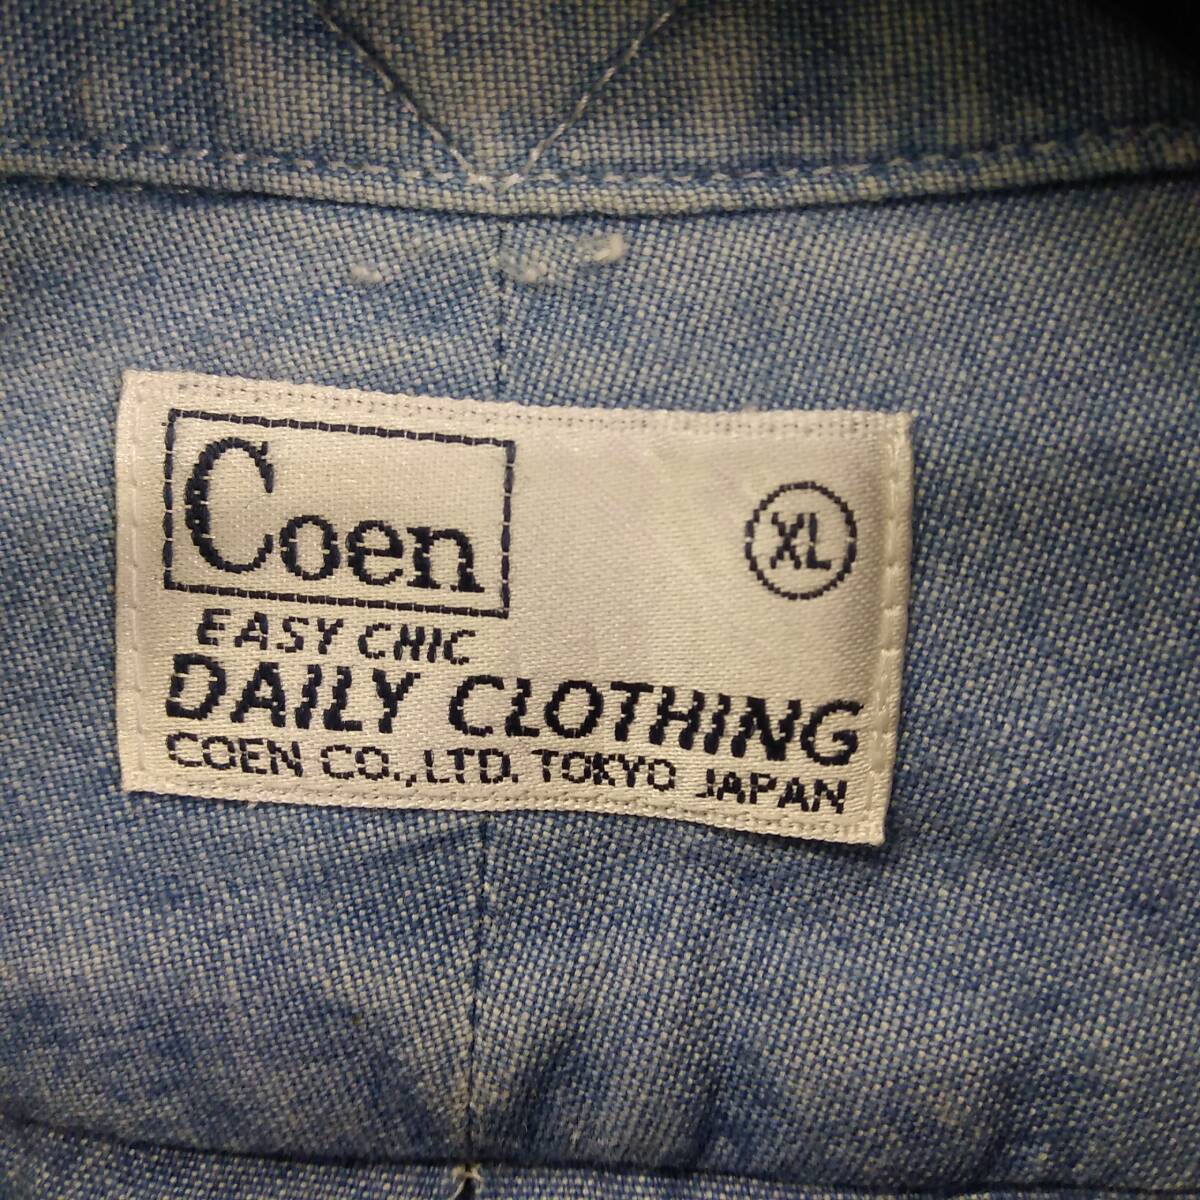 Coen
XL
EASY CHIC
DAILY CLOTHING
COEN CO., LTD. TOKYO JAPAN